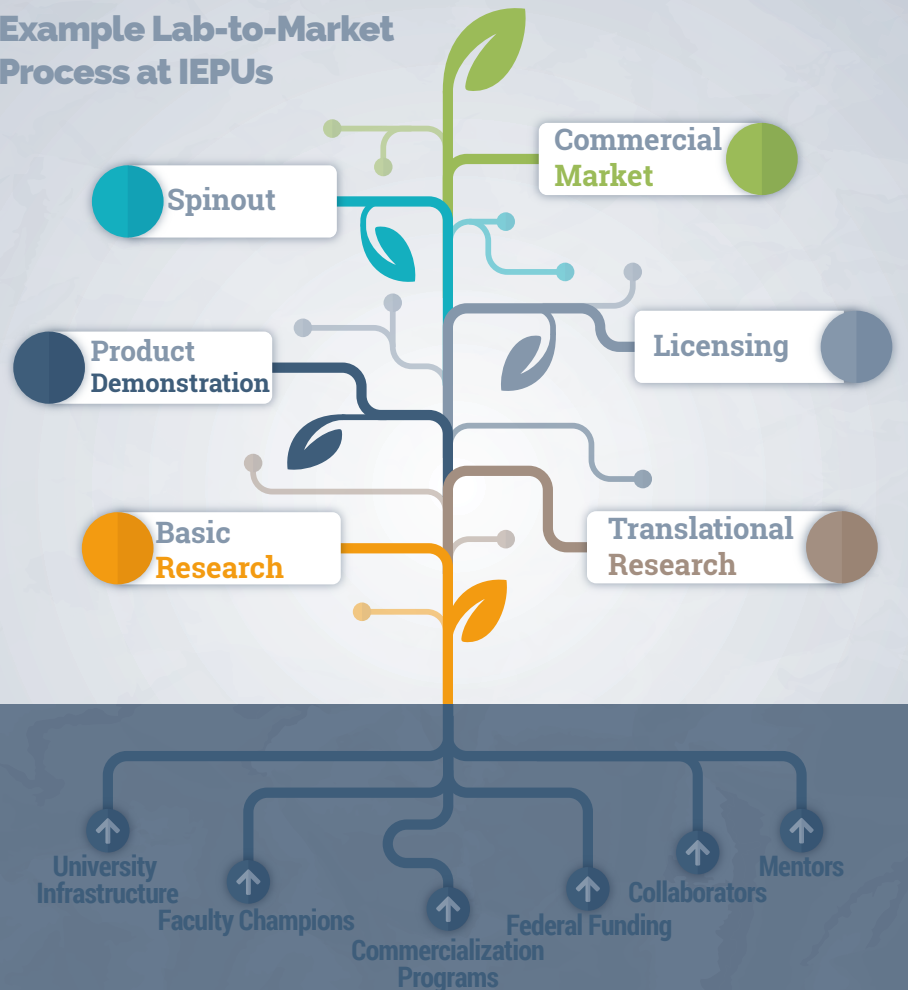 Example Lab-to-Market
Process at IEPUs
Commercial
Market
Spinout
Product
Demonstration
Licensing
Basic
Research
Translational
Research
University
Infrastructure
Faculty Champions
Commercialization
Programs
Federal Funding
Collaborators
Mentors